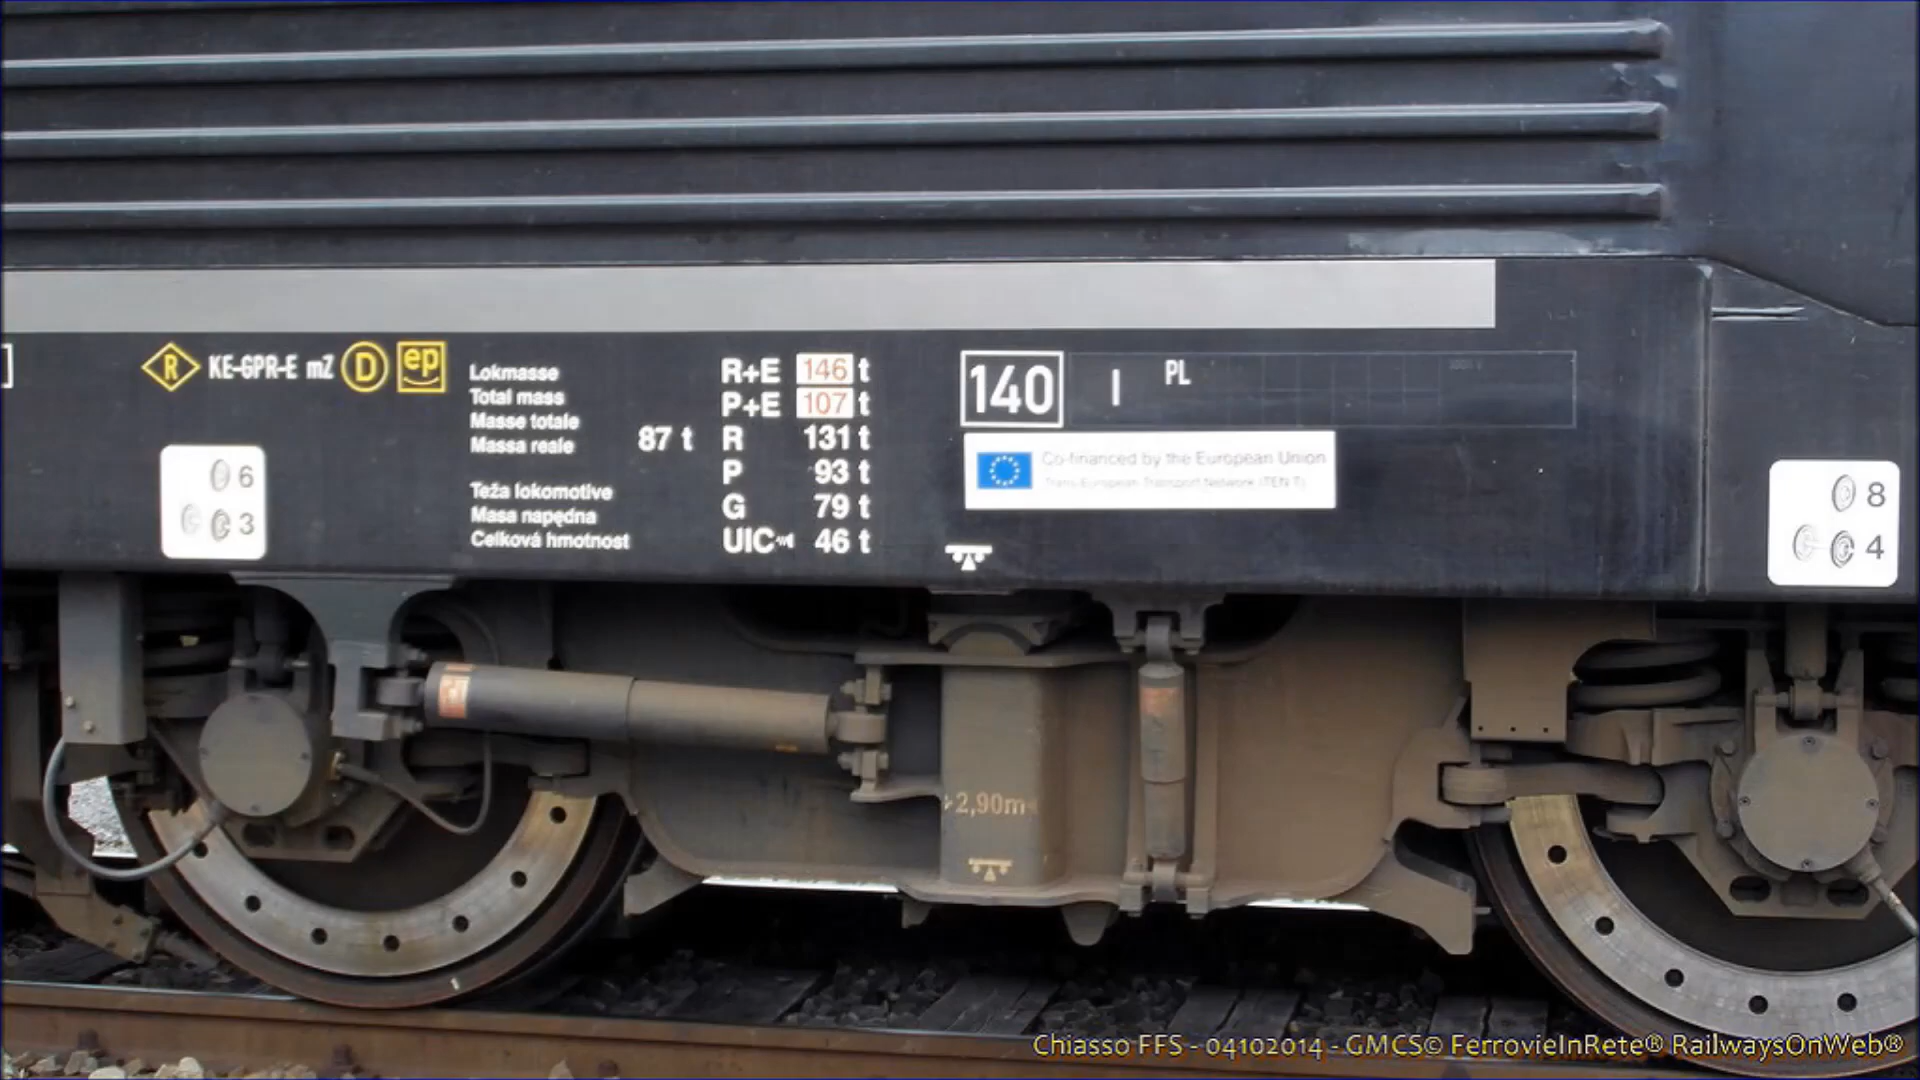 R KE-GPR-E mZ D ep
Lokmasse
Total mass
Masse totale
Massa reale
Teža lokomotive
Masa napędna
Celková hmotnost
87 t
R+E 146 t
P+E 107 t
R 131 t
P 93 t
G 79 t
UIC 46 t
140 I PL
Co-financed by the European Union
Trans-European Transport Network (TEN-T)
6
3
8
4
2,90m
Chiasso FFS - 04102014 - GMCS© FerrovieInRete® RailwaysOnWeb®